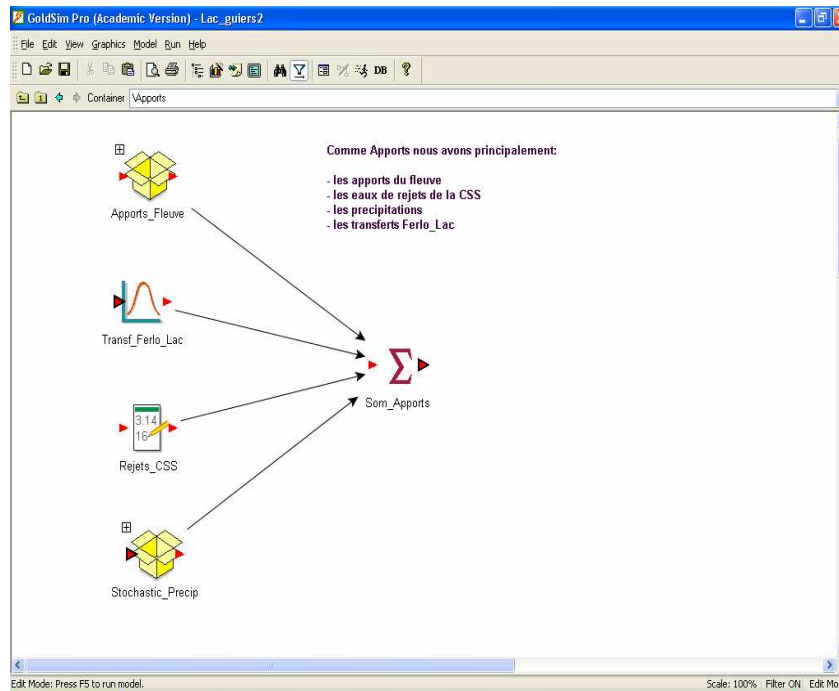 GoldSim Pro (Academic Version) - Lac_guiers2
File Edit View Graphics Model Run Help
DB
Container \Apports
Comme Apports nous avons principalement:
- les apports du fleuve
- les eaux de rejets de la CSS
- les precipitations
- les transferts Ferlo_Lac
Apports_Fleuve
Transf_Ferlo_Lac
Σ
Som_Apports
3.14
16
Rejets_CSS
Stochastic_Precip
Edit Mode: Press F5 to run model. Scale: 100% Filter ON Edit Mo